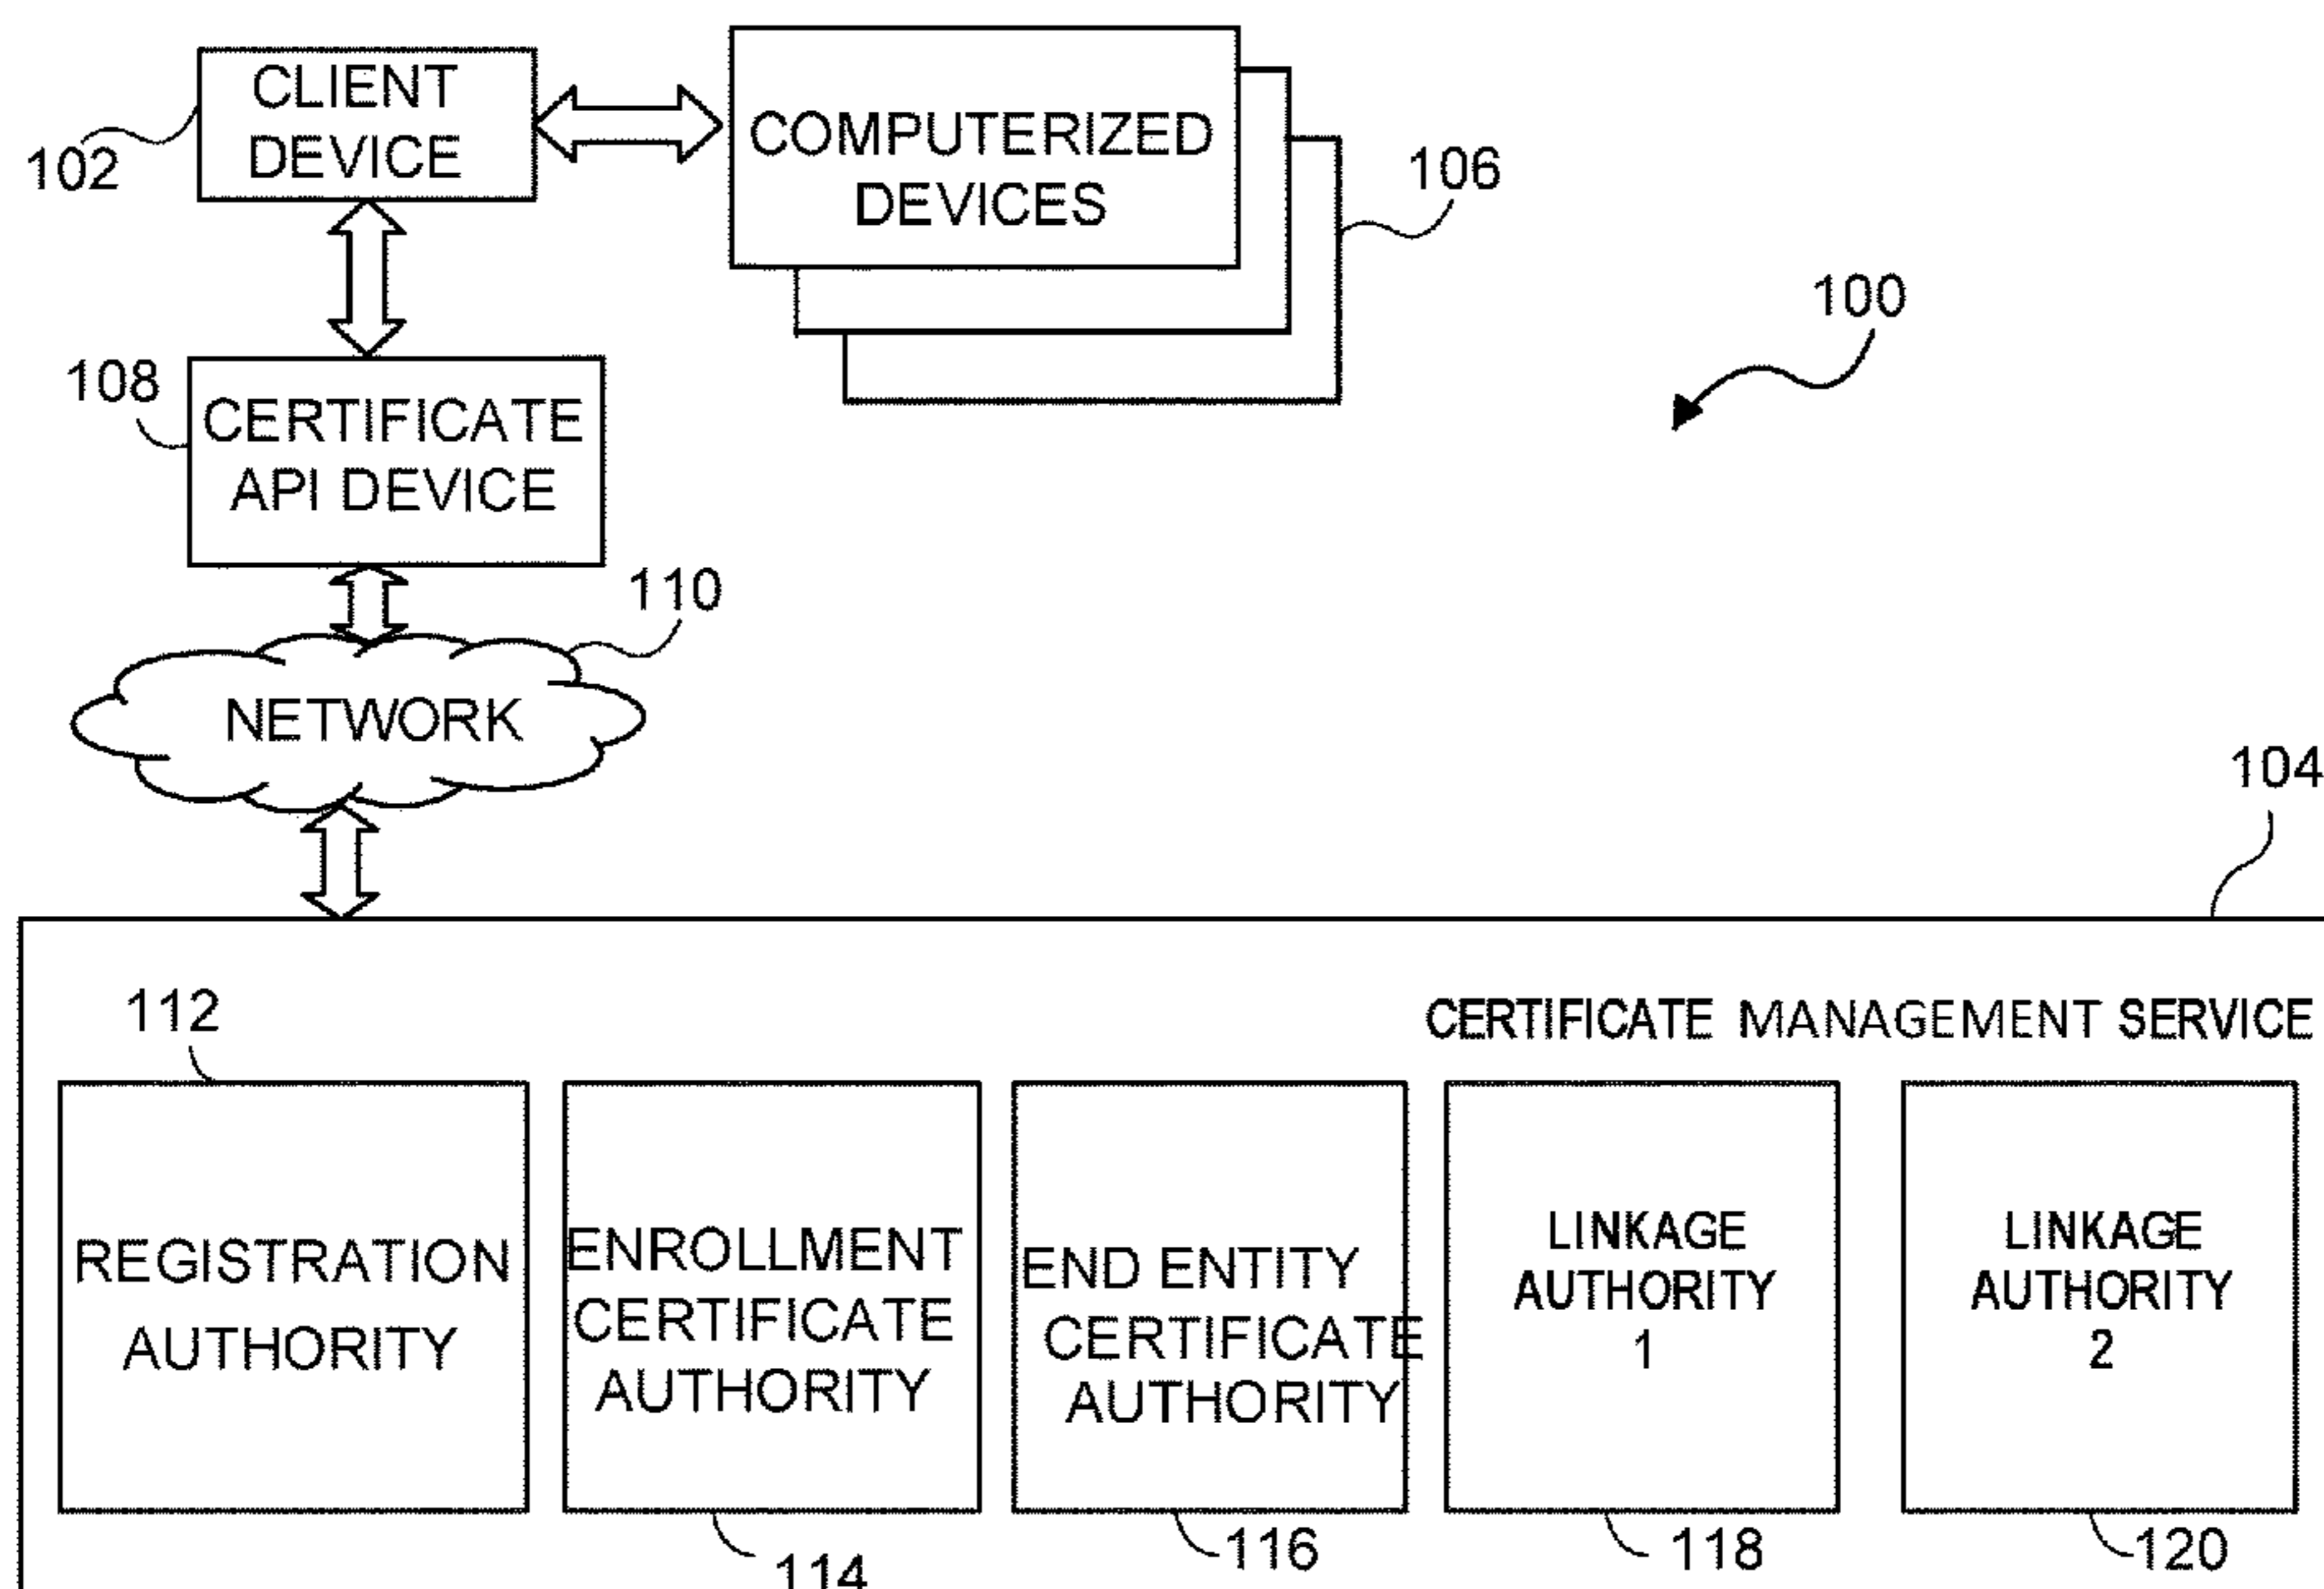 CLIENT
DEVICE
102
COMPUTERIZED
DEVICES
106
100
108
CERTIFICATE
API DEVICE
110
NETWORK
104
CERTIFICATE MANAGEMENT SERVICE
112
REGISTRATION
AUTHORITY
ENROLLMENT
CERTIFICATE
AUTHORITY
114
END ENTITY
CERTIFICATE
AUTHORITY
116
LINKAGE
AUTHORITY
1
118
LINKAGE
AUTHORITY
2
120